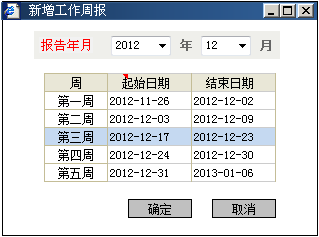 新增工作周报
报告年月 2012 年 12 月
周 起始日期 结束日期
第一周 2012-11-26 2012-12-02
第二周 2012-12-03 2012-12-09
第三周 2012-12-17 2012-12-23
第四周 2012-12-24 2012-12-30
第五周 2012-12-31 2013-01-06
确定 取消